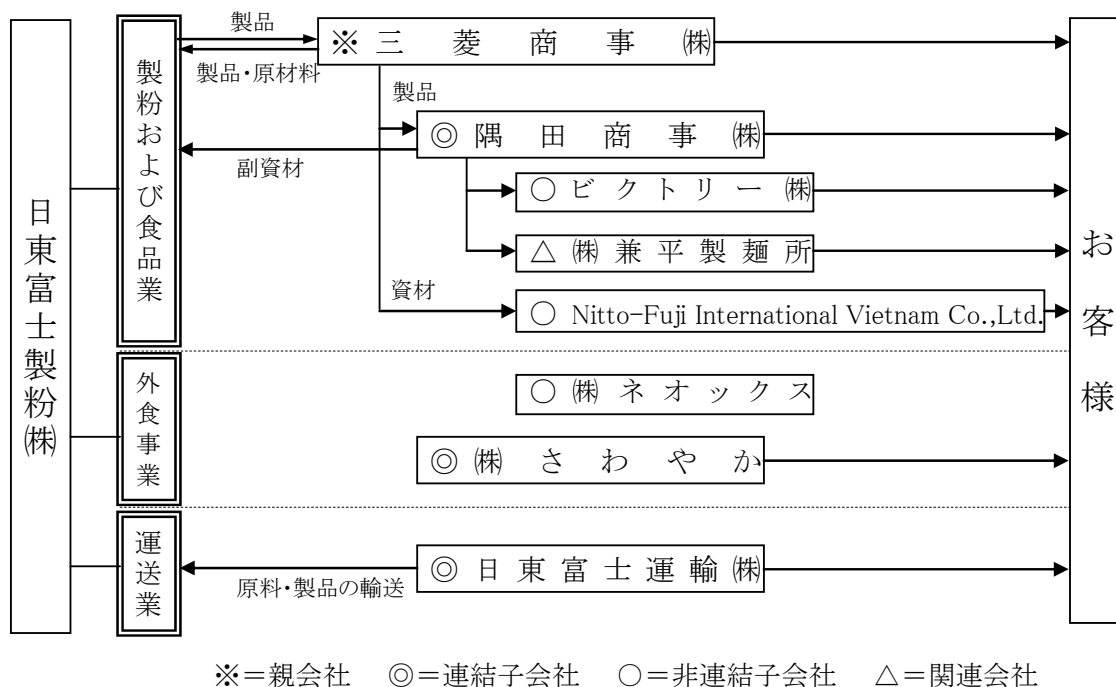 日東富士製粉㈱
製粉および食品業
製品
※三菱商事㈱
製品・原材料
製品
◎隅田商事㈱
副資材
○ビクトリー㈱
△㈱兼平製麺所
資材
○ Nitto-Fuji International Vietnam Co.,Ltd.
お客様
外食事業
○㈱ネオックス
◎㈱さわやか
運送業
◎日東富士運輸㈱
原料・製品の輸送
※=親会社 ◎=連結子会社 ○=非連結子会社 △=関連会社